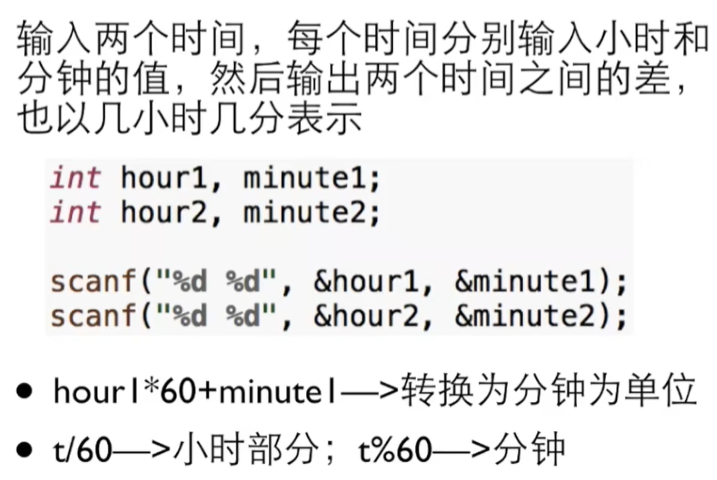 输入两个时间，每个时间分别输入小时和
分钟的值，然后输出两个时间之间的差，
也以几小时几分表示
int hour1, minute1;
int hour2, minute2;
scanf("%d %d", &hour1, &minute1);
scanf("%d %d", &hour2, &minute2);
• hour1*60+minute1—>转换为分钟为单位
• t/60—>小时部分；t%60—>分钟